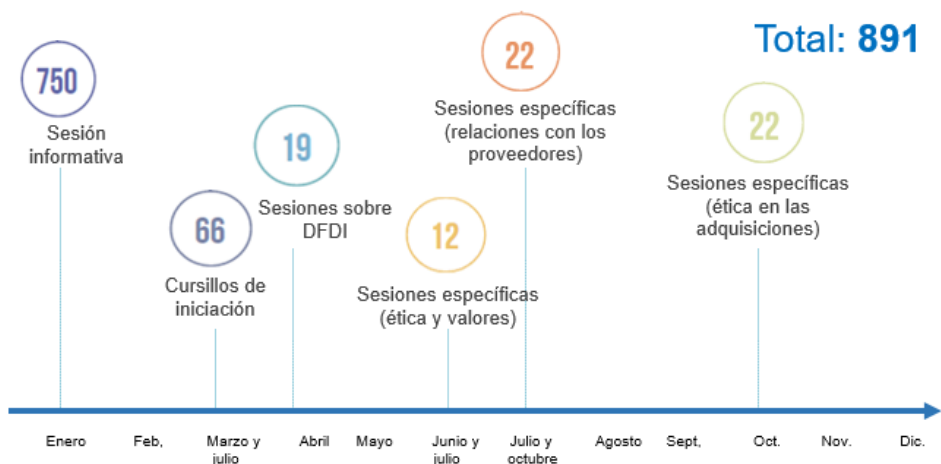 Total: 891
750
Sesión
informativa
66
Cursillos de
iniciación
19
Sesiones sobre
DFDI
12
Sesiones específicas
(ética y valores)
22
Sesiones específicas
(relaciones con los
proveedores)
22
Sesiones específicas
(ética en las
adquisiciones)
Enero
Feb,
Marzo y
julio
Abril
Mayo
Junio y
julio
Julio y
octubre
Agosto
Sept,
Oct.
Nov.
Dic.